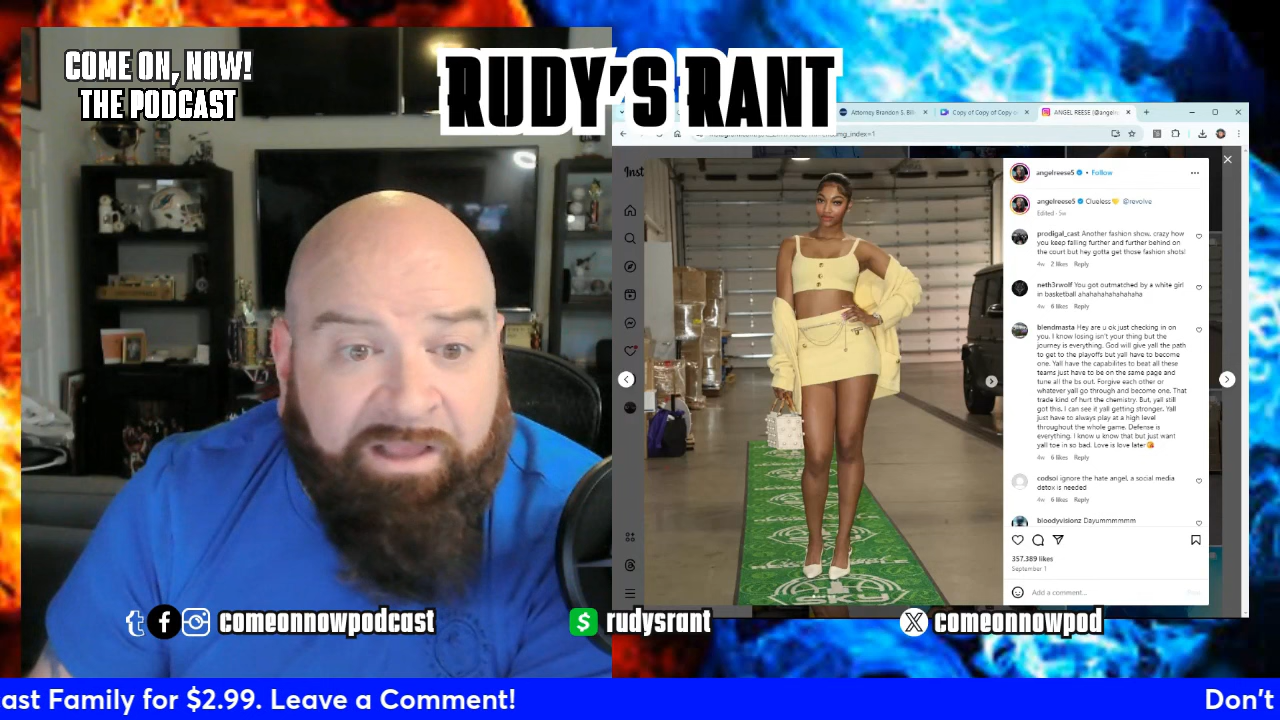 COME ON, NOW!
THE PODCAST
RUDY'S RANT
Attorney Brandon S. Bill
Copy of Copy of Copy o
ANGEL REESE (@angelre
Inst
angelreese5 • Follow
angelreese5 Clueless💛 @revolve
Edited · 5w
prodigal_cast Another fashion show, crazy how
you keep falling further and further behind on
the court but hey gotta get those fashion shots!
4w 2 likes Reply
neth3rwolf You got outmatched by a white girl
in basketball ahahahahahahahaha
4w 6 likes Reply
blendmasta Hey are u ok just checking in on
you. I know losing isn't your thing but the
journey is everything. God will give yall the path
to get to the playoffs but yall have to become
one. Yall have the capabilites to beat all these
teams just have to be on the same page and
tune all the bs out. Forgive each other or
whatever yall go through and become one. That
trade kind of hurt the chemistry. But, yall still
got this. I can see it yall getting stronger. Yall
just have to always play at a high level
throughout the whole game. Defense is
everything. I know u know that but just want
yall toe in so bad. Love is love later😘
4w 6 likes Reply
codsol ignore the hate angel, a social media
detox is needed
4w 6 likes Reply
bloodyvisionz Dayummmmm
357,389 likes
September 1
Add a comment...
SKY
comeonnowpodcast
rudysrant
comeonnowpod
ast Family for $2.99. Leave a Comment!
Don't